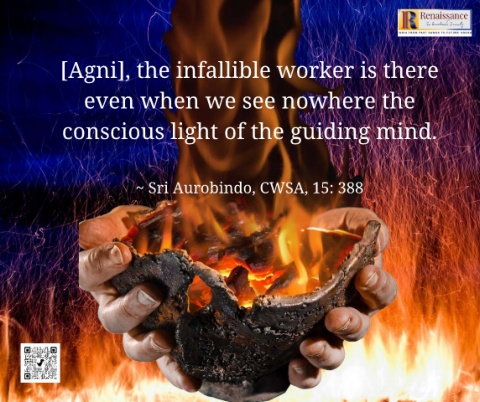 Renaissance
[Agni], the infallible worker is there
even when we see nowhere the
conscious light of the guiding mind.
~ Sri Aurobindo, CWSA, 15: 388